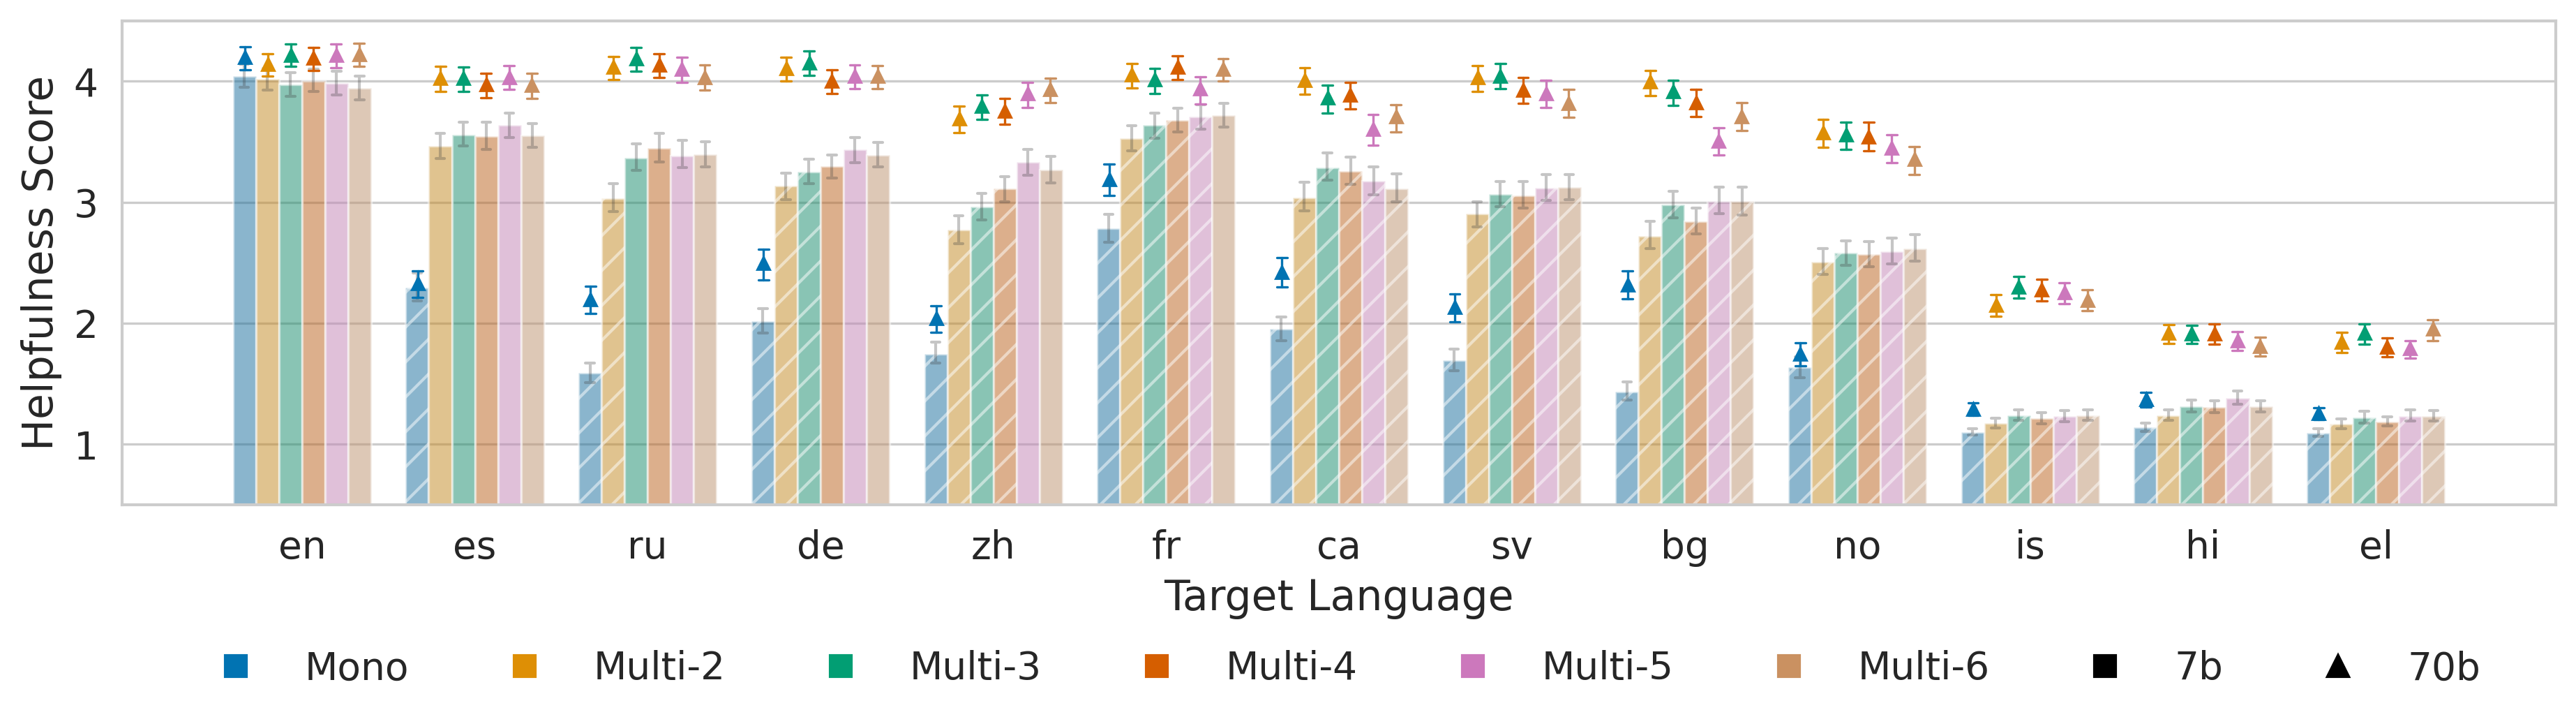 Helpfulness Score
4
3
2
1
en es ru de zh fr ca sv bg no is hi el
Target Language
Mono Multi-2 Multi-3 Multi-4 Multi-5 Multi-6 7b 70b